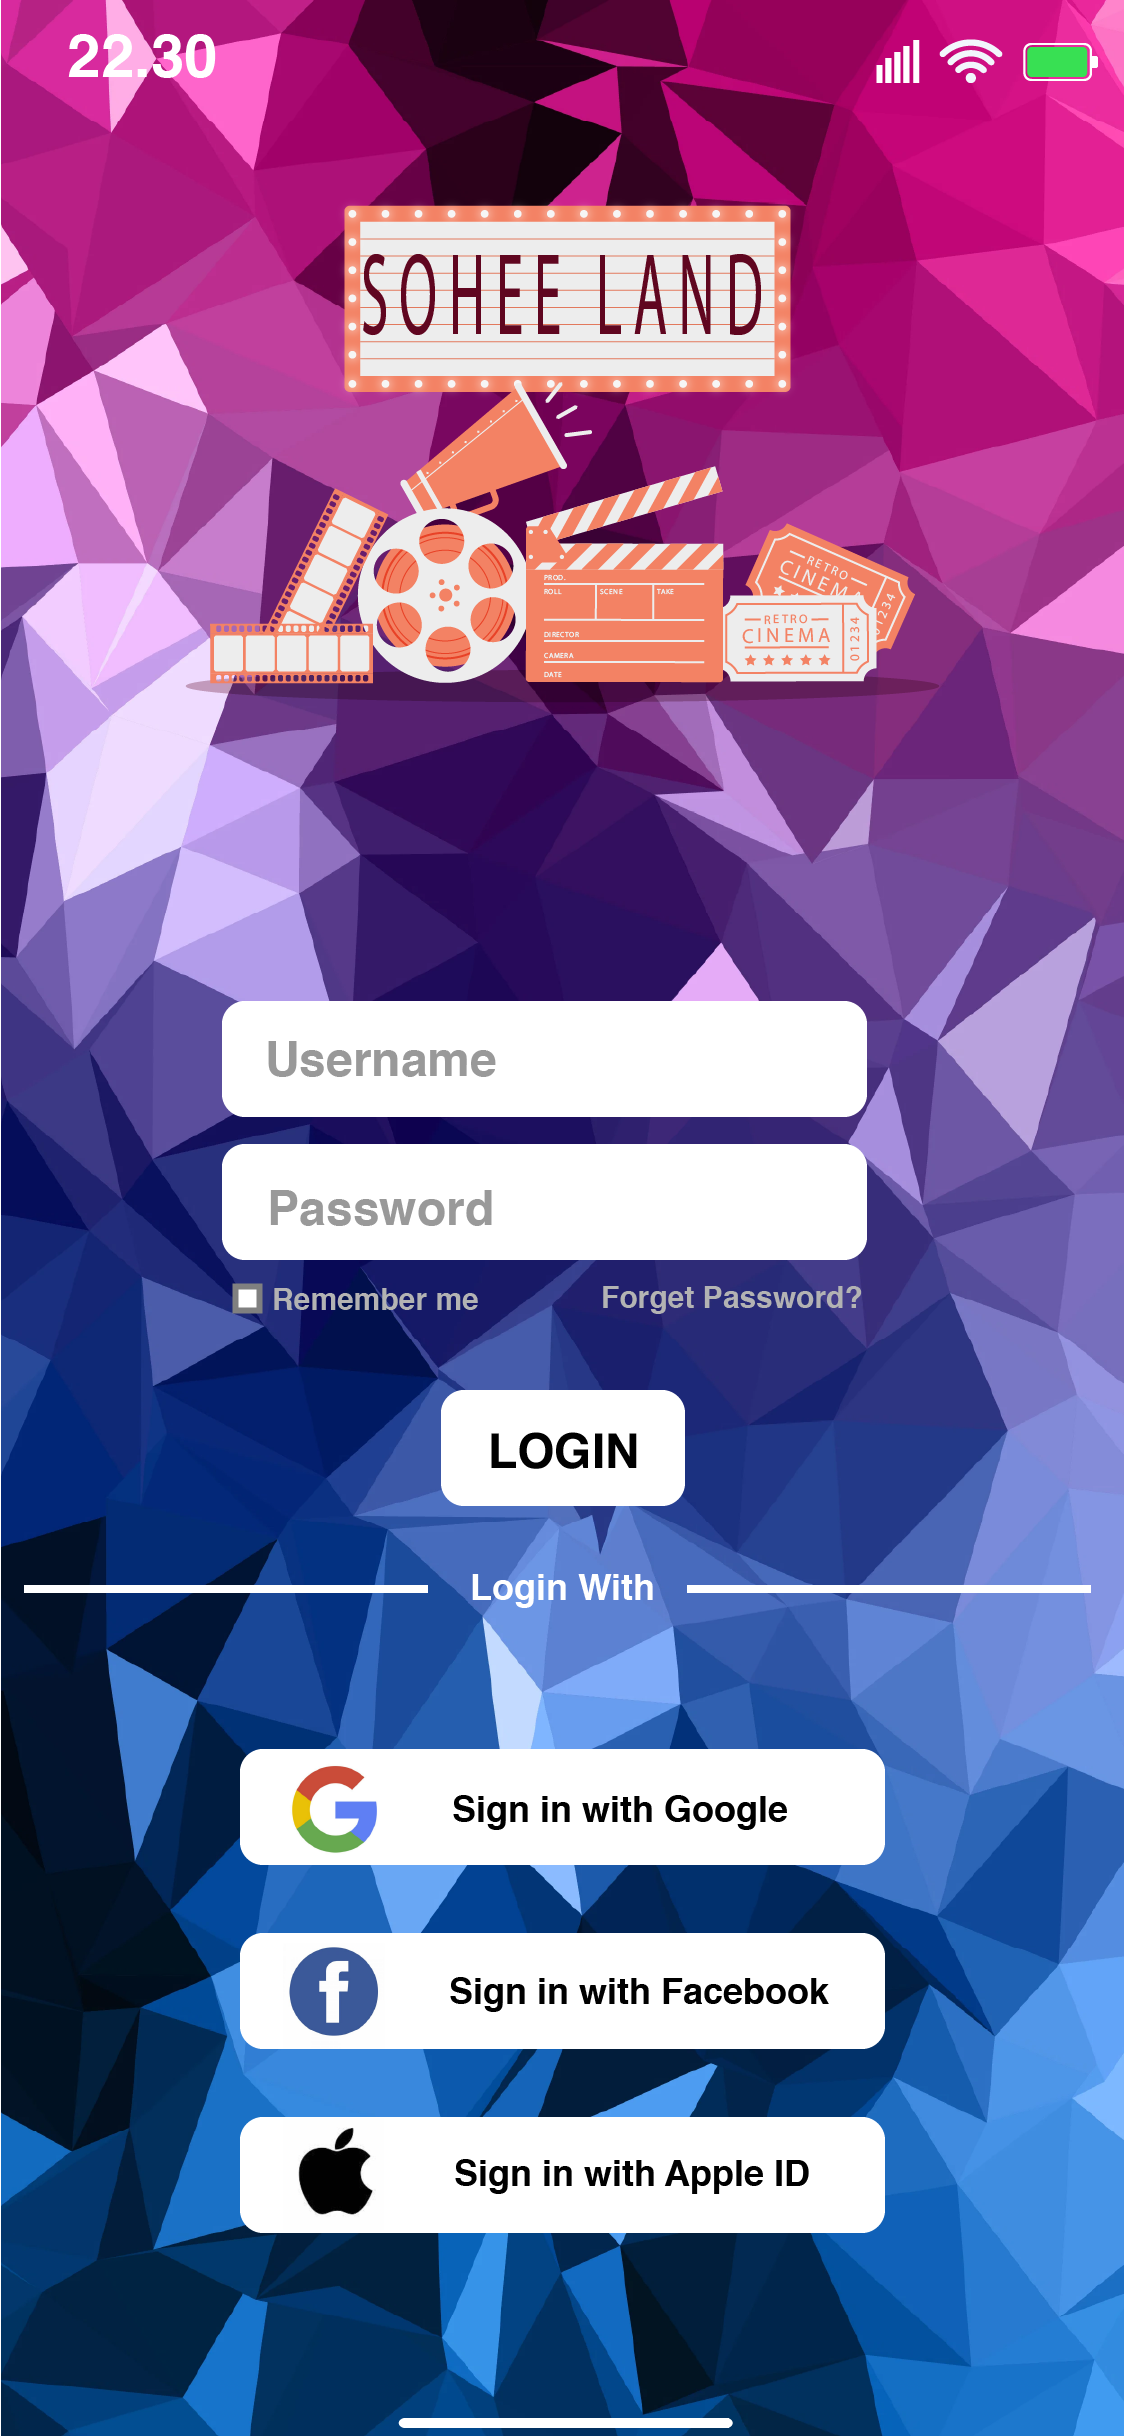 22.30
SOHEE LAND
PROD.
ROLL SCENE TAKE
DIRECTOR
CAMERA
DATE
RETRO
CINEMA
1234
RETRO
CINEMA
01234
Username
Password
Remember me Forget Password?
LOGIN
Login With
Sign in with Google
Sign in with Facebook
Sign in with Apple ID